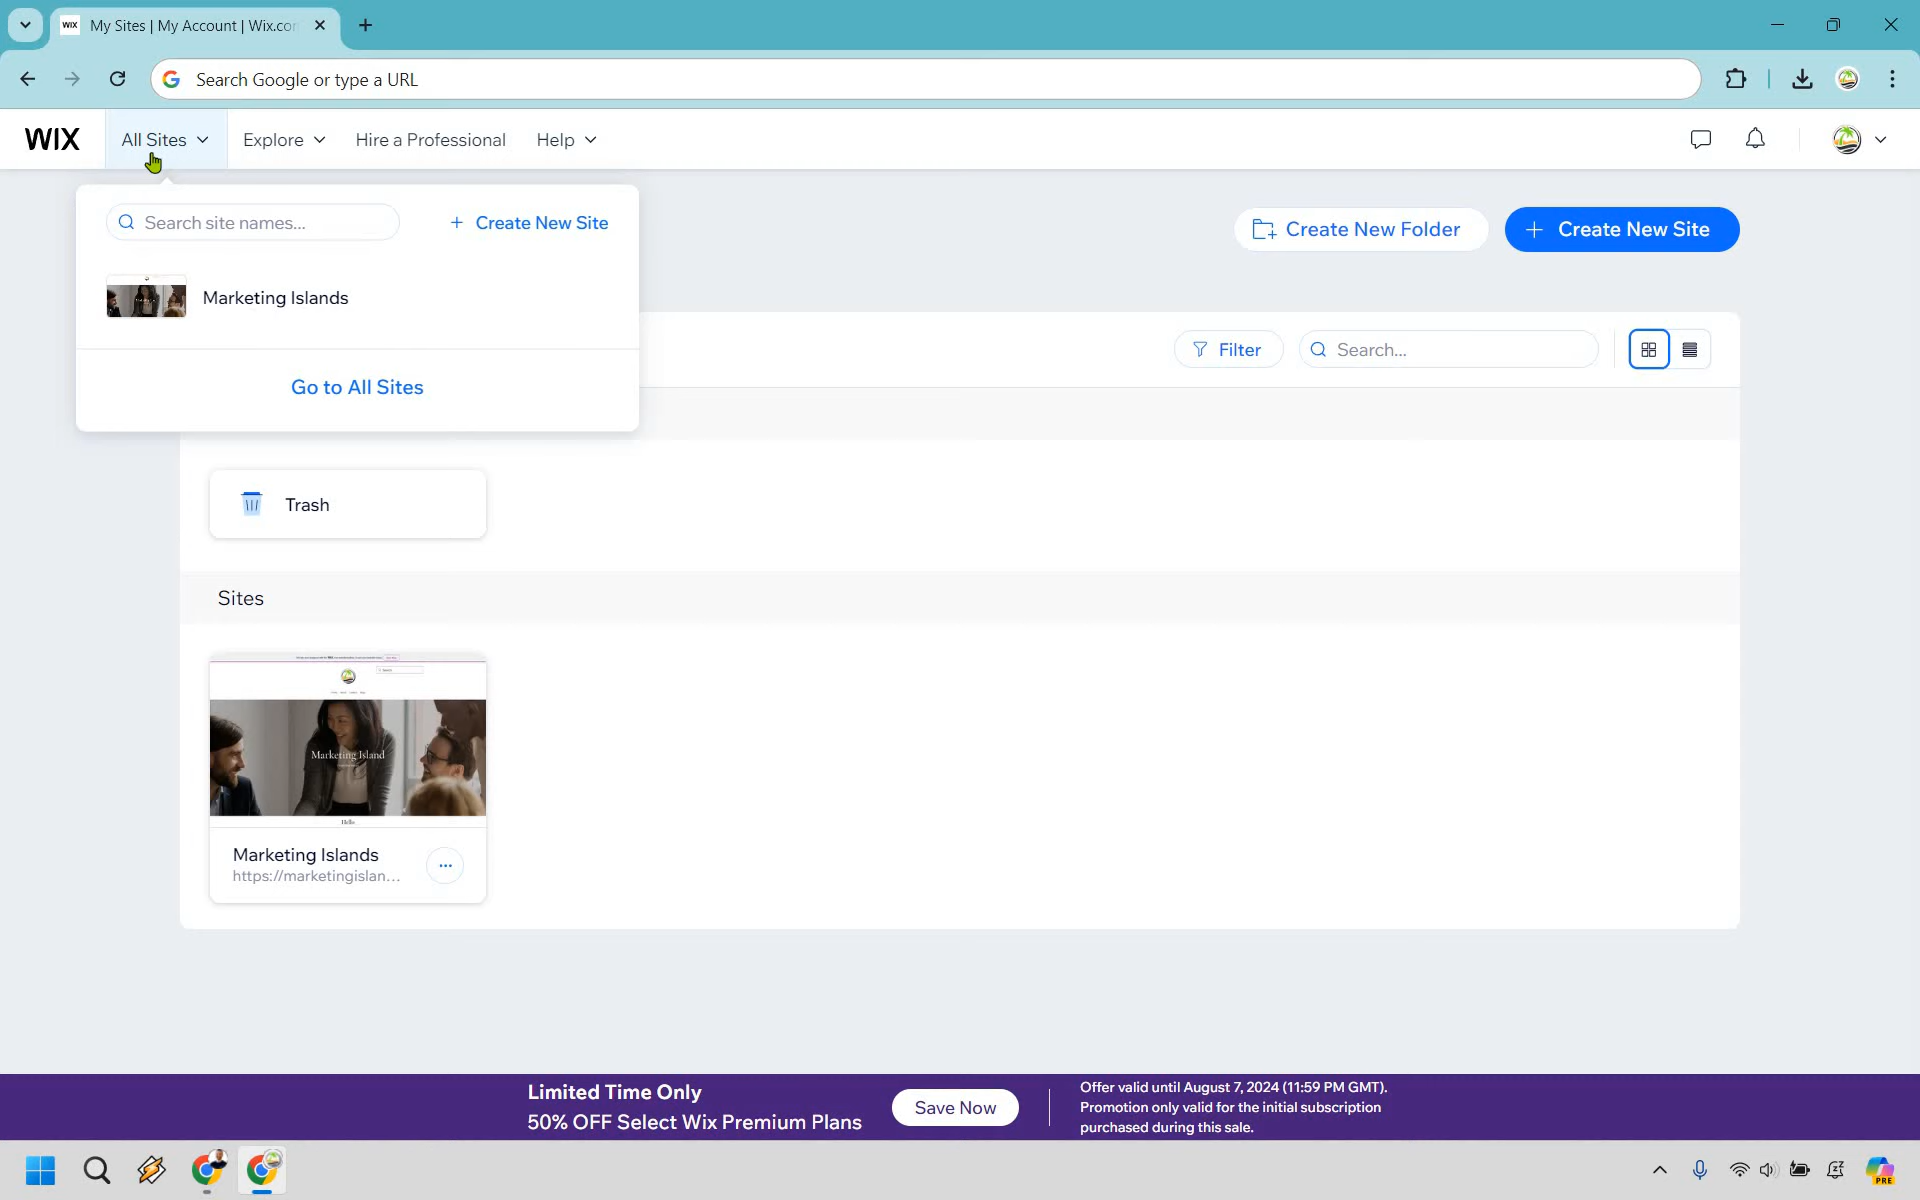 WIX My Sites | My Account | Wix.co
Search Google or type a URL
WIX All Sites Explore Hire a Professional Help
Search site names... + Create New Site
Create New Folder + Create New Site
Marketing Islands
Filter Search...
Go to All Sites
Trash
Sites
Search
Marketing Island
Hello
Marketing Islands
https://marketingislan...
Limited Time Only
50% OFF Select Wix Premium Plans
Save Now
Offer valid until August 7, 2024 (11:59 PM GMT).
Promotion only valid for the initial subscription
purchased during this sale.
PRE